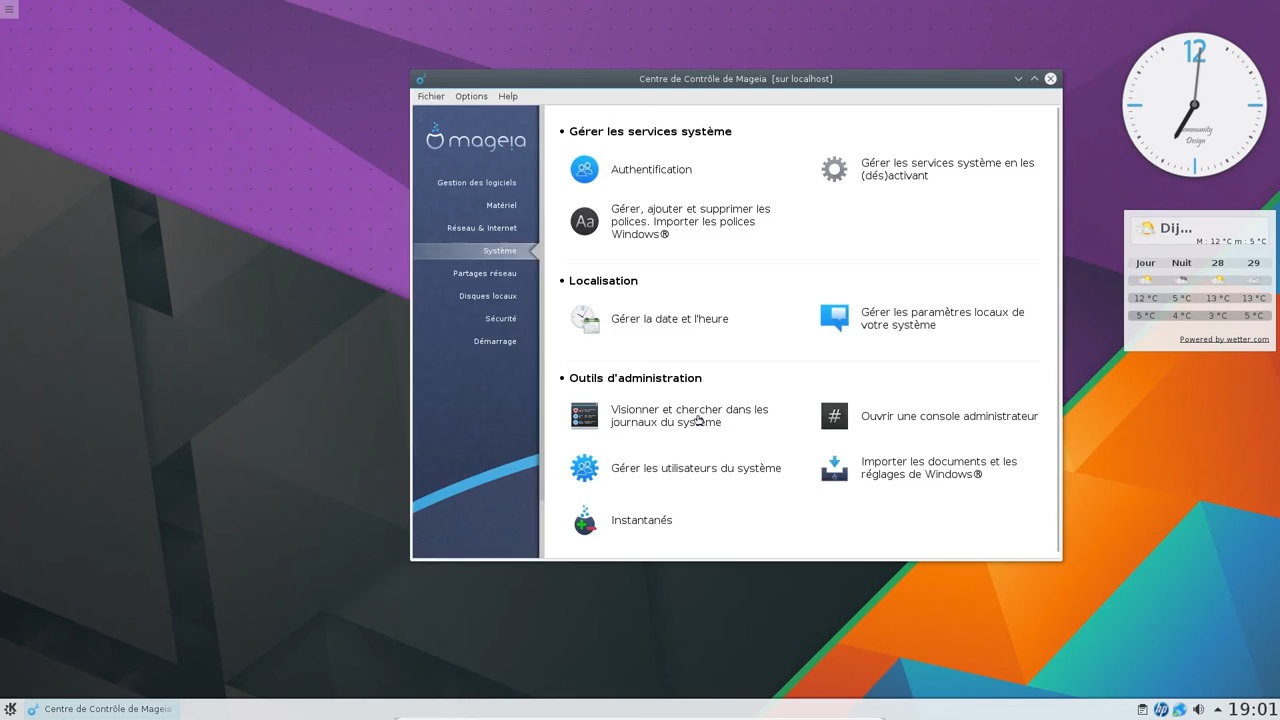 Centre de Contrôle de Mageia [sur localhost]
Fichier Options Help
mageia
Gestion des logiciels
Matériel
Réseau & Internet
Système
Partages réseau
Disques locaux
Sécurité
Démarrage
• Gérer les services système
Authentification
Gérer les services système en les
(dés)activant
Aa
Gérer, ajouter et supprimer les
polices. Importer les polices
Windows®
• Localisation
Gérer la date et l'heure
Gérer les paramètres locaux de
votre système
• Outils d'administration
Visionner et chercher dans les
journaux du système
#
Ouvrir une console administrateur
Gérer les utilisateurs du système
Importer les documents et les
réglages de Windows®
Instantanés
12
Community
Design
Dij...
M : 12 °C m : 5 °C
Jour Nuit 28 29
12 °C 5 °C 13 °C 13 °C
5 °C 4 °C 3 °C 5 °C
Powered by wetter.com
Centre de Contrôle de Mageia
hp
19:01